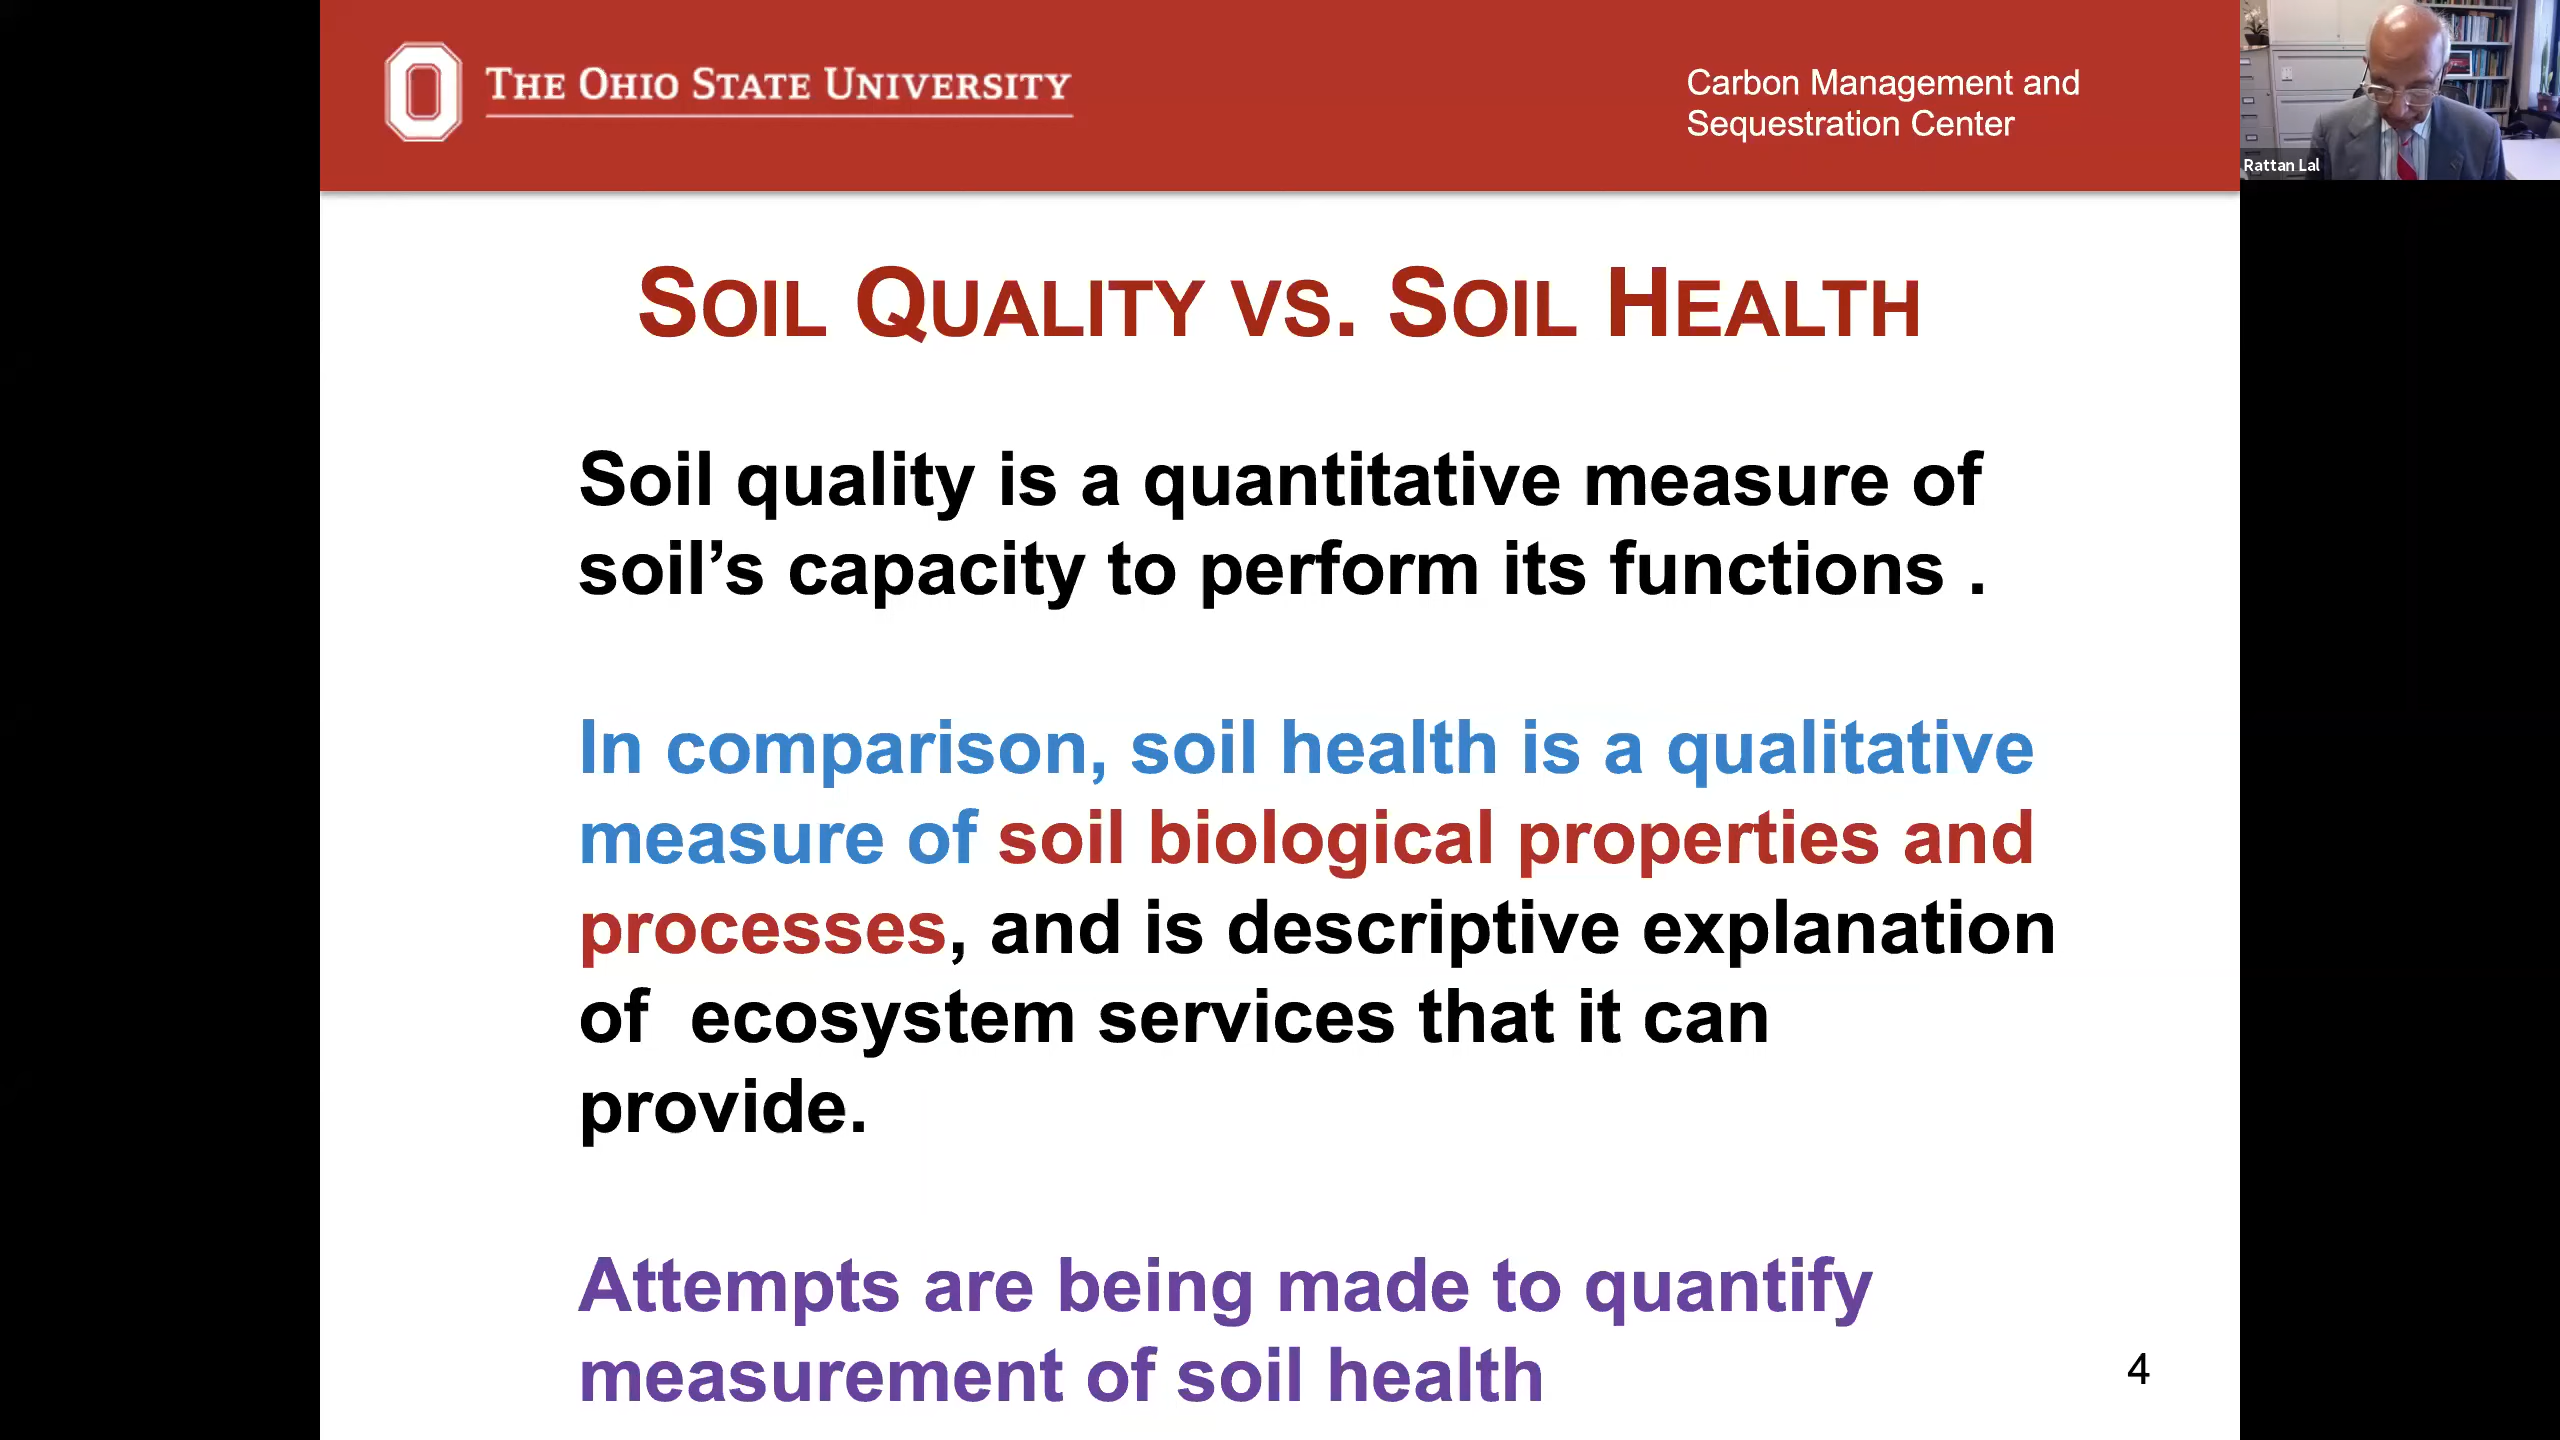 THE OHIO STATE UNIVERSITY
Carbon Management and
Sequestration Center
Rattan Lal
SOIL QUALITY VS. SOIL HEALTH
Soil quality is a quantitative measure of
soil’s capacity to perform its functions .
In comparison, soil health is a qualitative
measure of soil biological properties and
processes, and is descriptive explanation
of  ecosystem services that it can
provide.
Attempts are being made to quantify
measurement of soil health
4